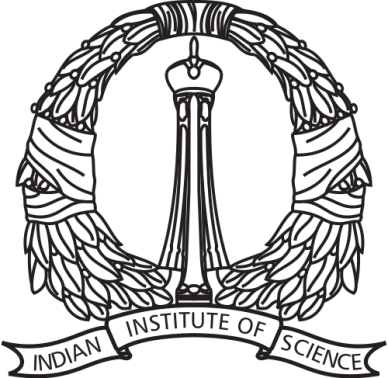 INDIAN INSTITUTE OF SCIENCE